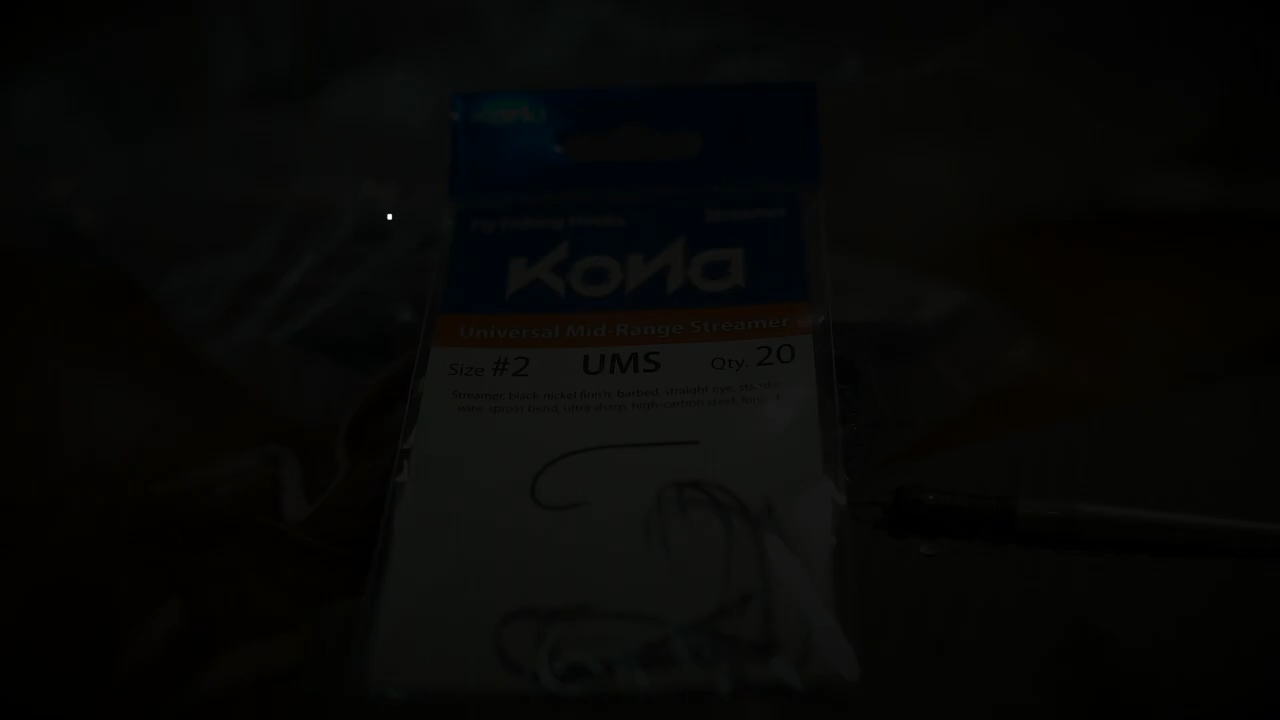 Fly Fishing Hooks Streamer
Kona
Universal Mid-Range Streamer
Size #2 UMS Qty. 20
Streamer, black nickel finish, barbed, straight eye,
wire, sproat bend, ultra sharp, high-carbon steel, forged